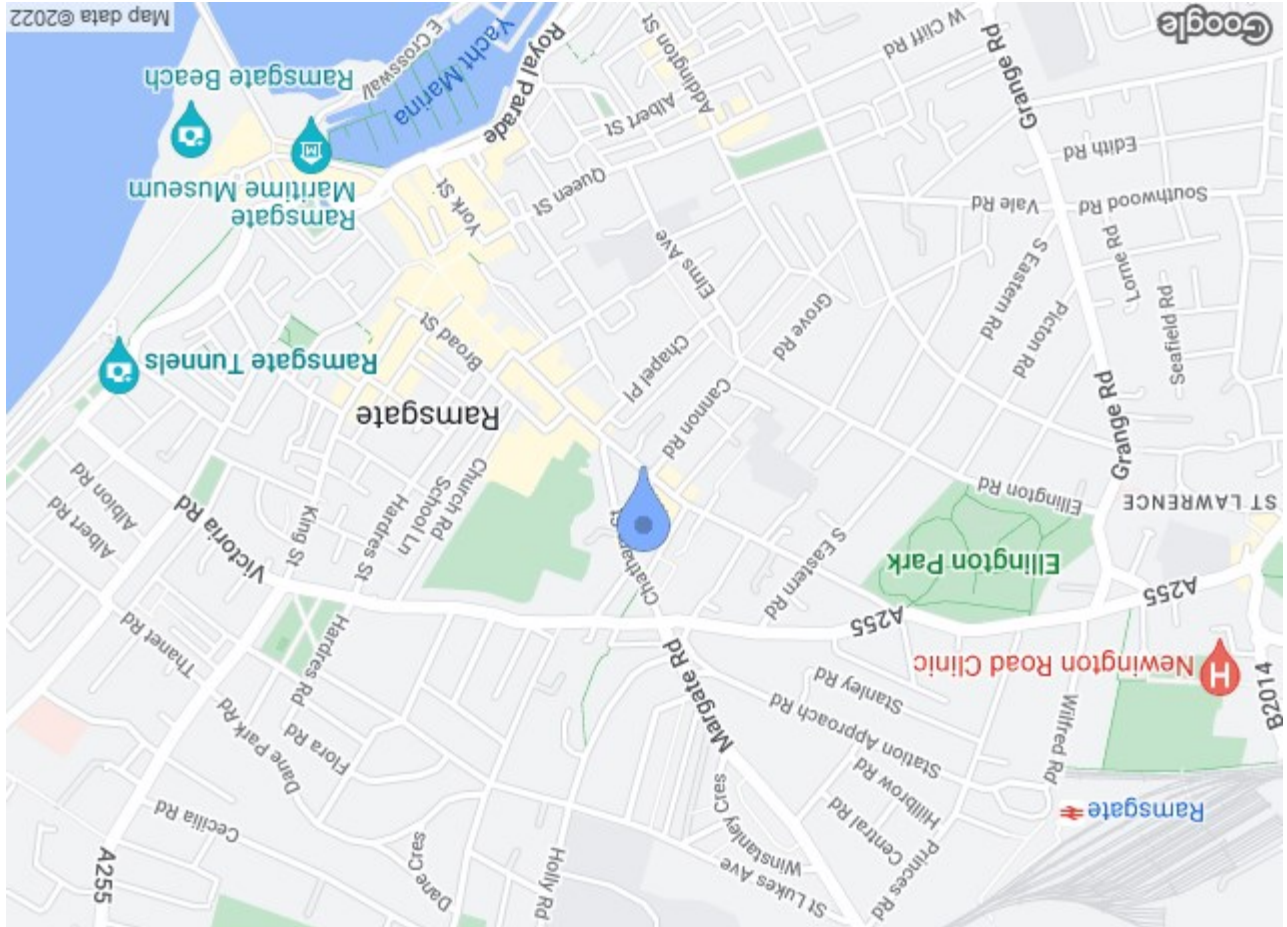 St Lukes Ave
Princes Rd
Holly Rd
Dane Cres
A255
Winstanley Cres
Central Rd
Hillbrow Rd
Ramsgate
Cecilia Rd
Station Approach Rd
Margate Rd
Wilfred Rd
Flora Rd
Dane Park Rd
B2014
Stanley Rd
Newington Road Clinic
Hardres Rd
Thanet Rd
A255
A255
S Eastern Rd
Ellington Park
Chatham St
Victoria Rd
Hardres St
King St
School Ln
Church Rd
Albert Rd
Albion Rd
ST LAWRENCE
Ellington Rd
Grange Rd
Cannon Rd
Ramsgate
Chapel Pl
Ramsgate Tunnels
Seafield Rd
Picton Rd
Grove Rd
Broad St
Lorne Rd
S Eastern Rd
Elms Ave
Southwood Rd
Vale Rd
Queen St
York St
Ramsgate
Maritime Museum
Edith Rd
Albert St
Ramsgate Beach
Grange Rd
Addington St
Royal Parade
Yacht Marina
E Crosswall
W Cliff Rd
Google
Map data ©2022